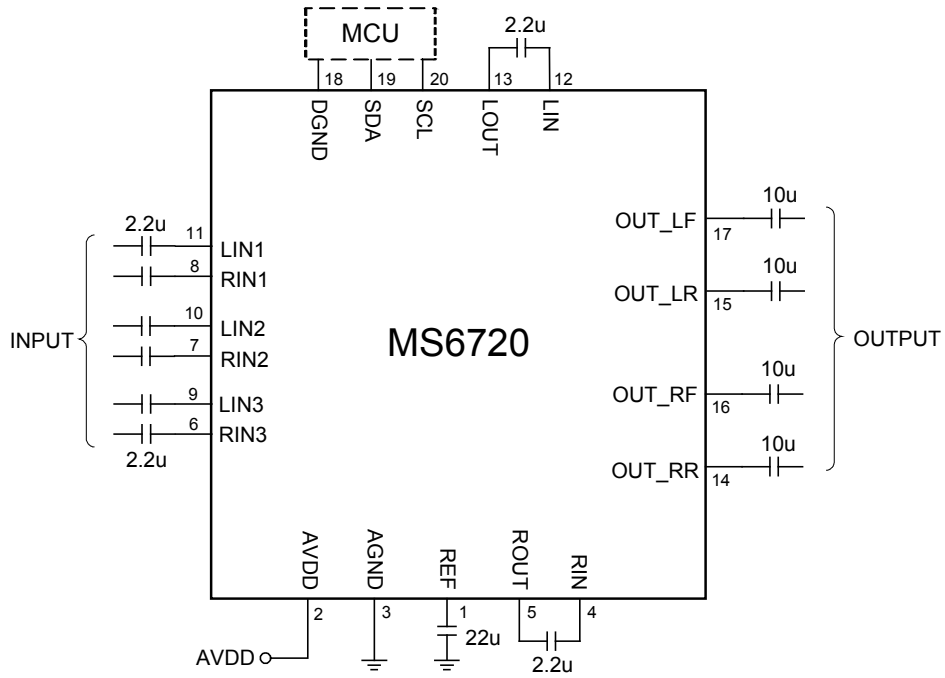 MCU
2.2u
18
19
20
13
12
DGND
SDA
SCL
LOUT
LIN
2.2u
11
LIN1
8
RIN1
10
LIN2
7
RIN2
9
LIN3
6
RIN3
2.2u
INPUT
MS6720
10u
OUT_LF
17
10u
OUT_LR
15
10u
OUT_RF
16
10u
OUT_RR
14
OUTPUT
AVDD
AGND
REF
ROUT
RIN
2
3
1
5
4
22u
2.2u
AVDD